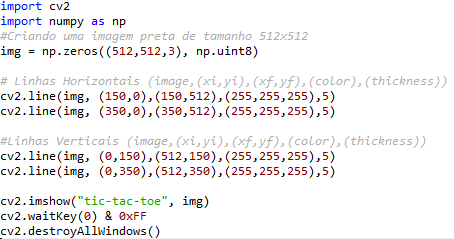 import cv2
import numpy as np
#Criando uma imagem preta de tamanho 512x512
img = np.zeros((512,512,3), np.uint8)
# Linhas Horizontais (image,(xi,yi),(xf,yf),(color),(thickness))
cv2.line(img, (150,0),(150,512),(255,255,255),5)
cv2.line(img, (350,0),(350,512),(255,255,255),5)
#Linhas Verticais (image,(xi,yi),(xf,yf),(color),(thickness))
cv2.line(img, (0,150),(512,150),(255,255,255),5)
cv2.line(img, (0,350),(512,350),(255,255,255),5)
cv2.imshow("tic-tac-toe", img)
cv2.waitKey(0) & 0xFF
cv2.destroyAllWindows()